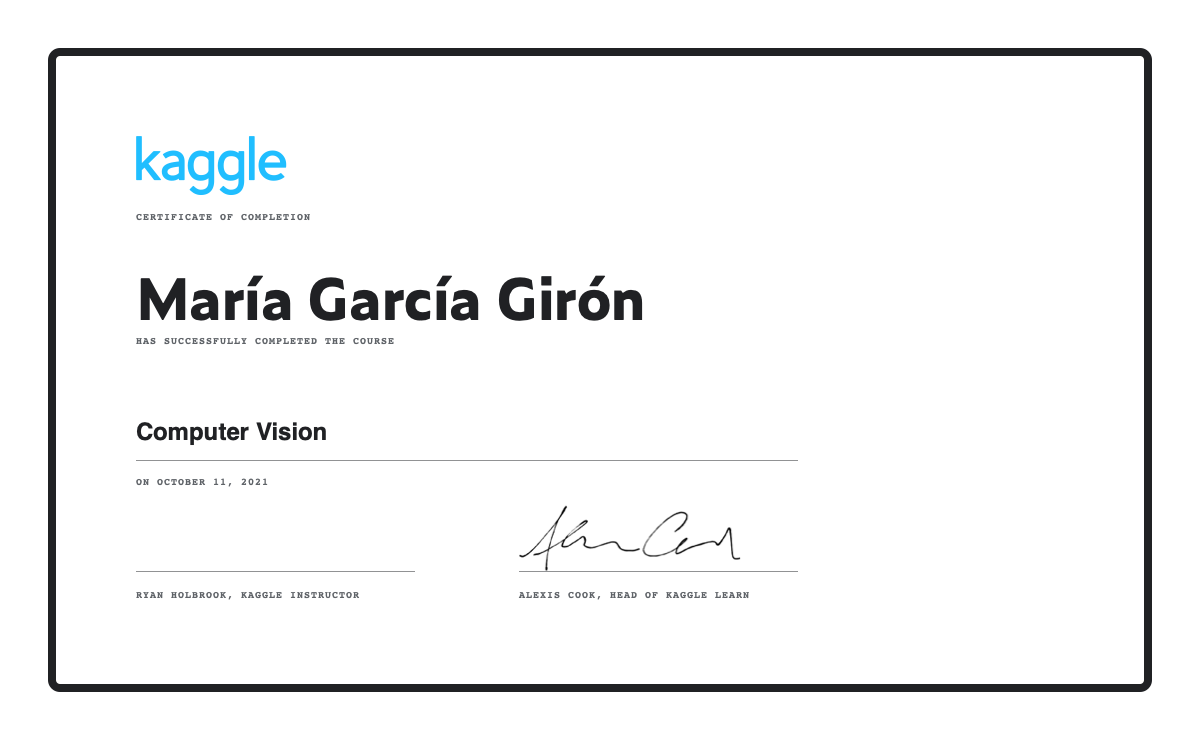 kaggle
CERTIFICATE OF COMPLETION
María García Girón
HAS SUCCESSFULLY COMPLETED THE COURSE
Computer Vision
ON OCTOBER 11, 2021
RYAN HOLBROOK, KAGGLE INSTRUCTOR
ALEXIS COOK, HEAD OF KAGGLE LEARN